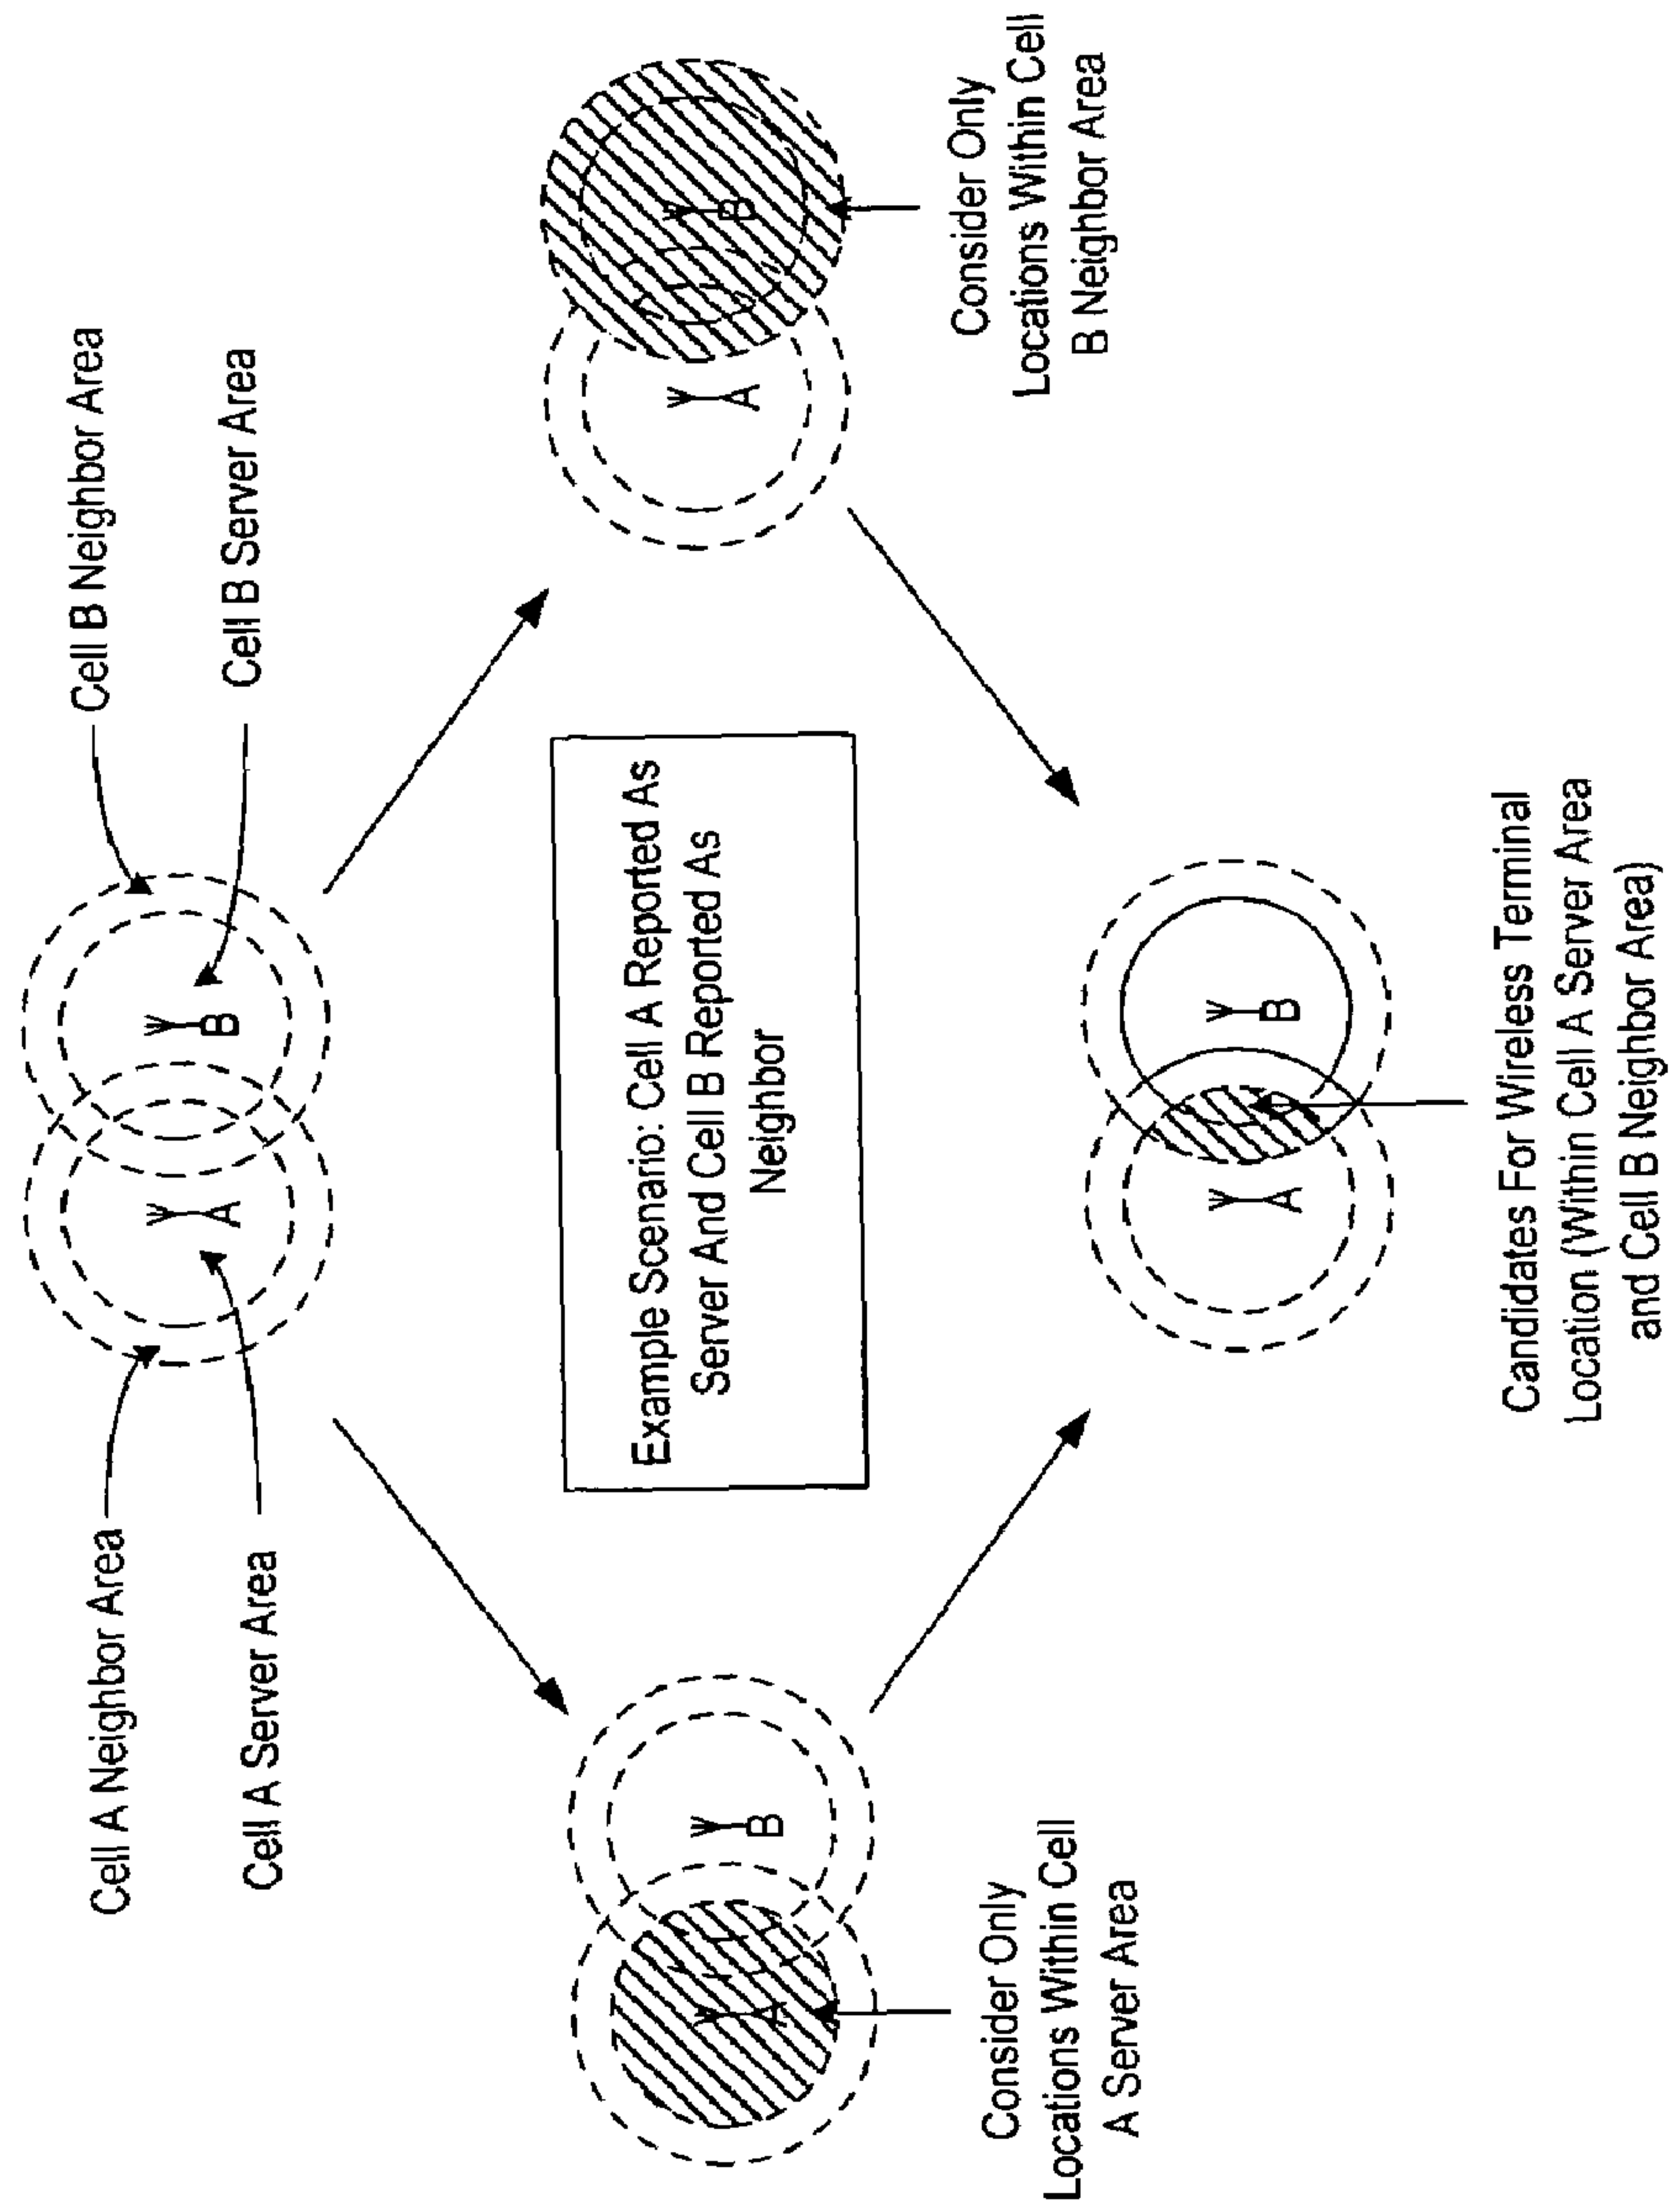 Cell A Neighbor Area
Cell B Neighbor Area
Cell A Server Area
Cell B Server Area
A
B
Example Scenario: Cell A Reported As
Server And Cell B Reported As
Neighbor
A
B
Consider Only
Locations Within Cell
A Server Area
A
B
Consider Only
Locations Within Cell
B Neighbor Area
A
B
Candidates For Wireless Terminal
Location (Within Cell A Server Area
and Cell B Neighbor Area)